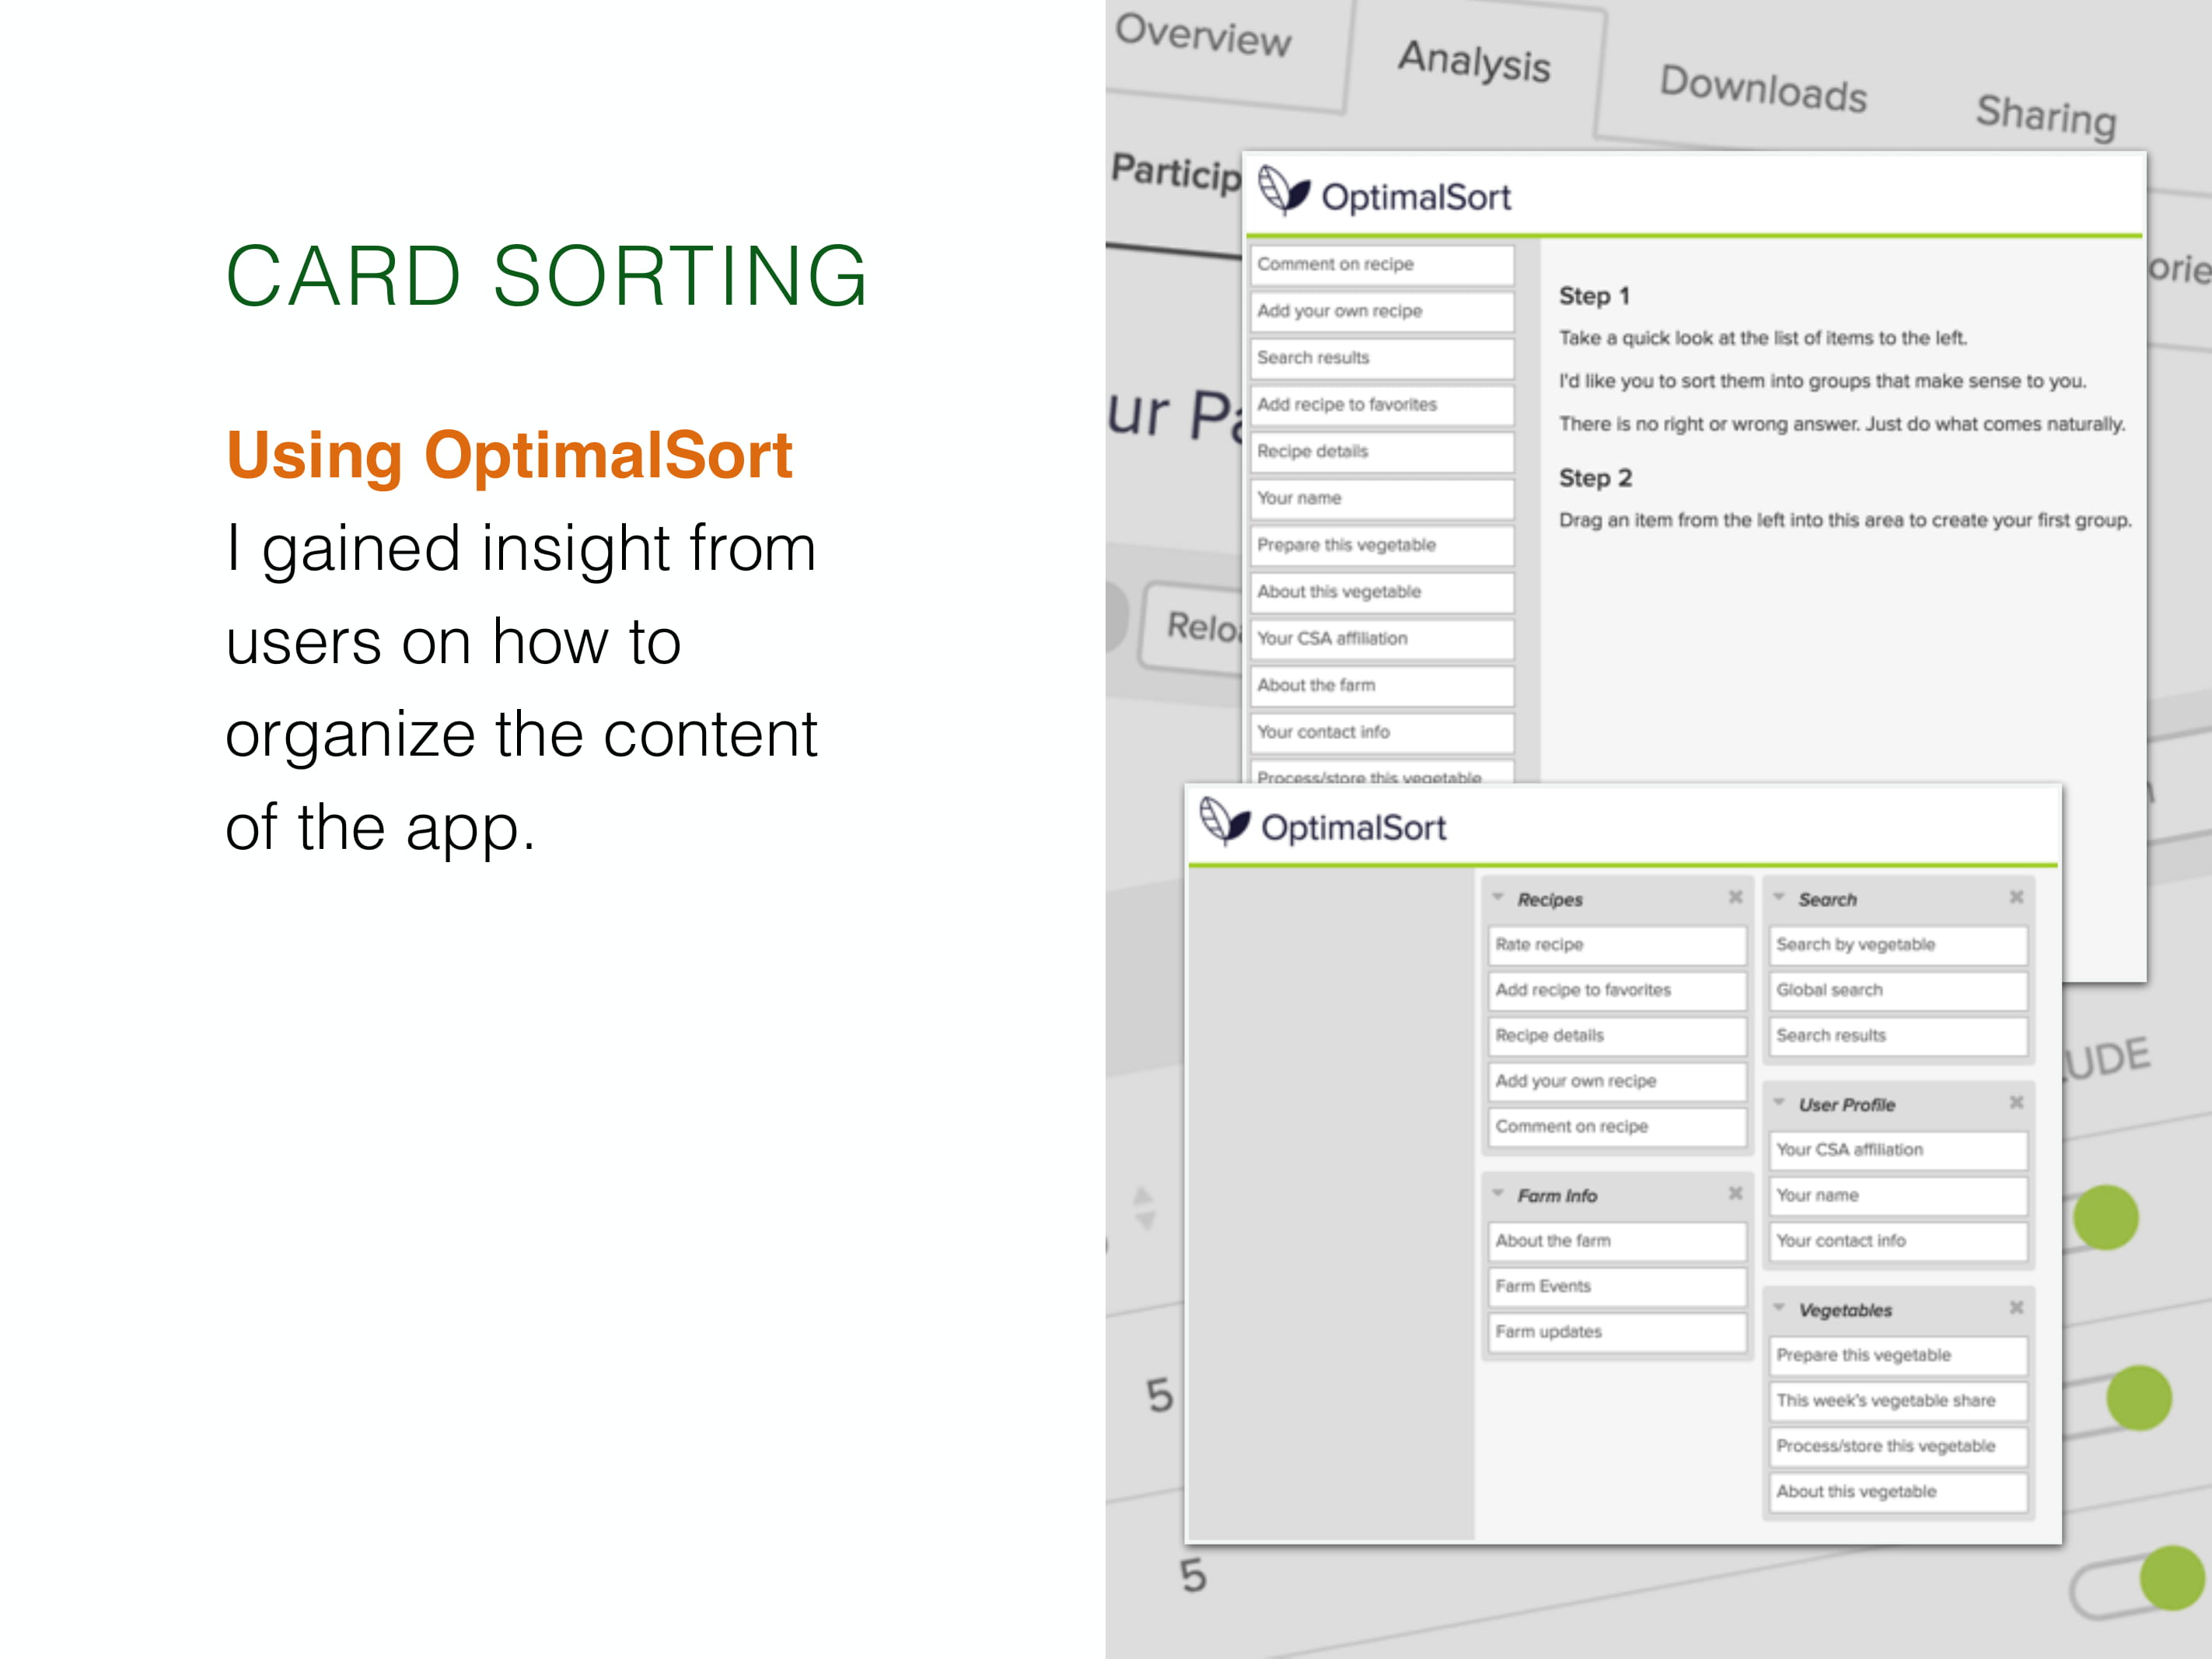 CARD SORTING
Using OptimalSort
I gained insight from
users on how to
organize the content
of the app.
Overview
Analysis
Downloads
Sharing
OptimalSort
Comment on recipe
Add your own recipe
Search results
Add recipe to favorites
Recipe details
Your name
Prepare this vegetable
About this vegetable
Your CSA affiliation
About the farm
Your contact info
Process/store this vegetable
Step 1
Take a quick look at the list of items to the left.
I'd like you to sort them into groups that make sense to you.
There is no right or wrong answer. Just do what comes naturally.
Step 2
Drag an item from the left into this area to create your first group.
OptimalSort
Recipes
Rate recipe
Add recipe to favorites
Recipe details
Add your own recipe
Comment on recipe
Farm Info
About the farm
Farm Events
Farm updates
Search
Search by vegetable
Global search
Search results
User Profile
Your CSA affiliation
Your name
Your contact info
Vegetables
Prepare this vegetable
This week's vegetable share
Process/store this vegetable
About this vegetable
5
5